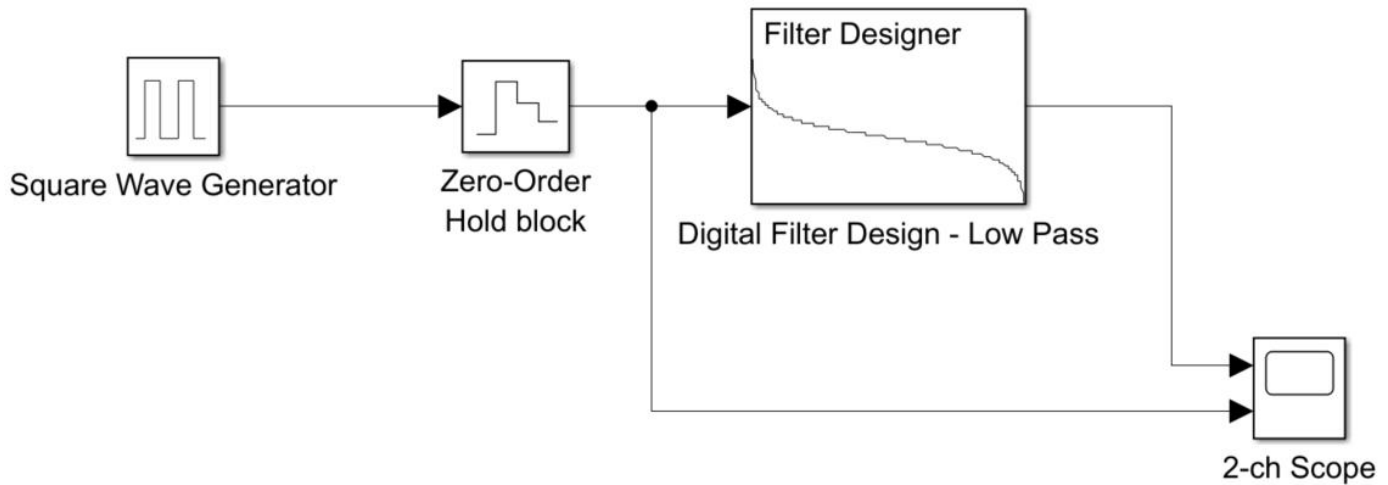 Filter Designer
Square Wave Generator
Zero-Order
Hold block
Digital Filter Design - Low Pass
2-ch Scope